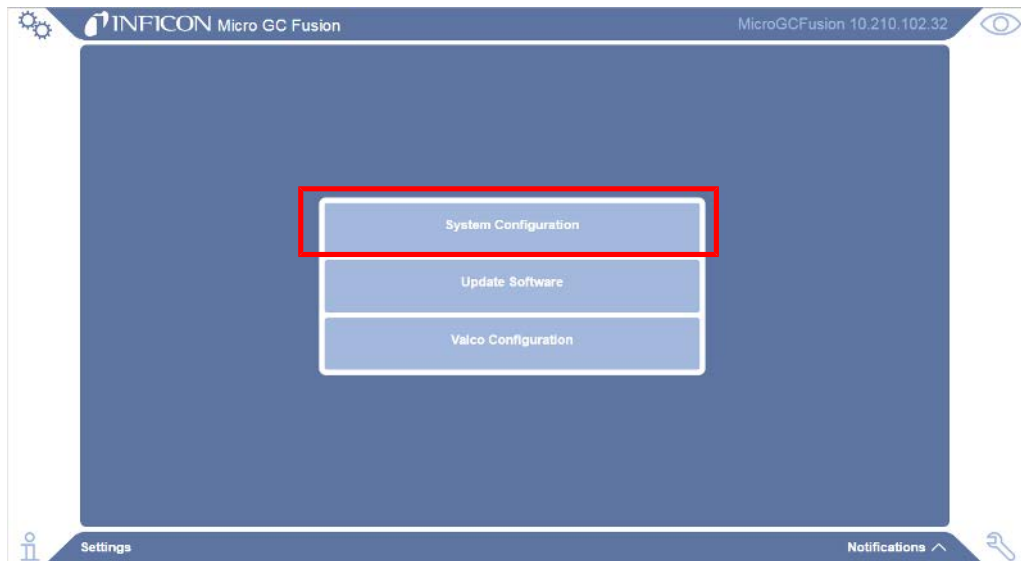 INFICON Micro GC Fusion
MicroGCFusion 10.210.102.32
System Configuration
Update Software
Valco Configuration
Settings
Notifications